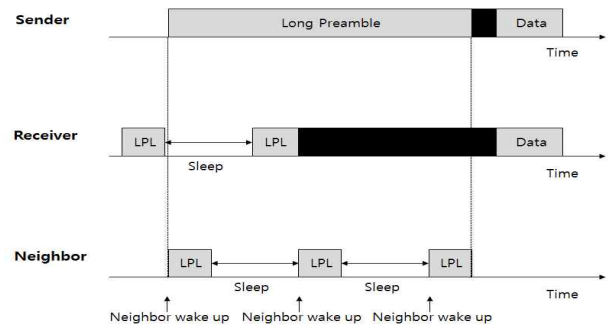 Sender
Long Preamble
Data
Time
Receiver
LPL
LPL
Data
Sleep
Time
Neighbor
LPL
LPL
LPL
Sleep
Sleep
Time
Neighbor wake up
Neighbor wake up
Neighbor wake up